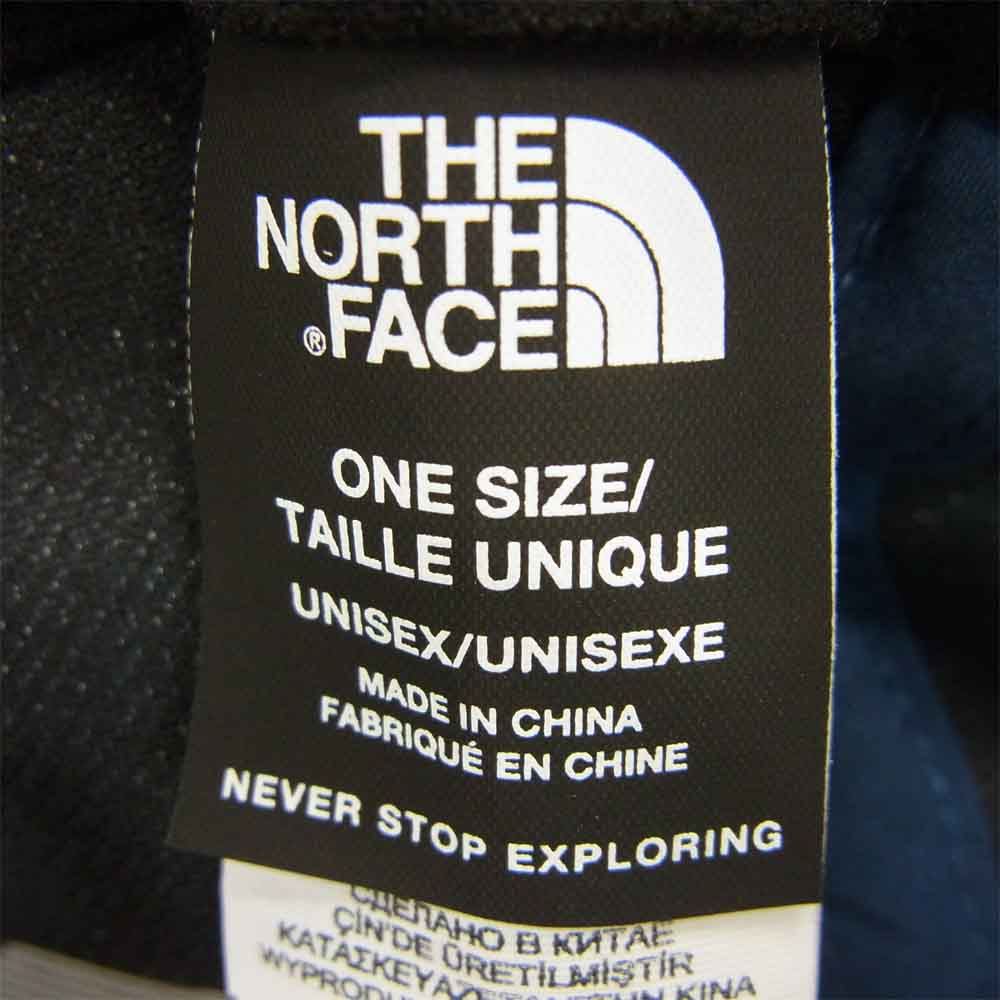 THE
NORTH
®FACE
ONE SIZE/
TAILLE UNIQUE
UNISEX/UNISEXE
MADE IN CHINA
FABRIQUÉ EN CHINE
NEVER STOP EXPLORING
СДЕЛАНО В КИТАЕ
ÇİN'DE ÜRETİLMİŞTİR
KINA